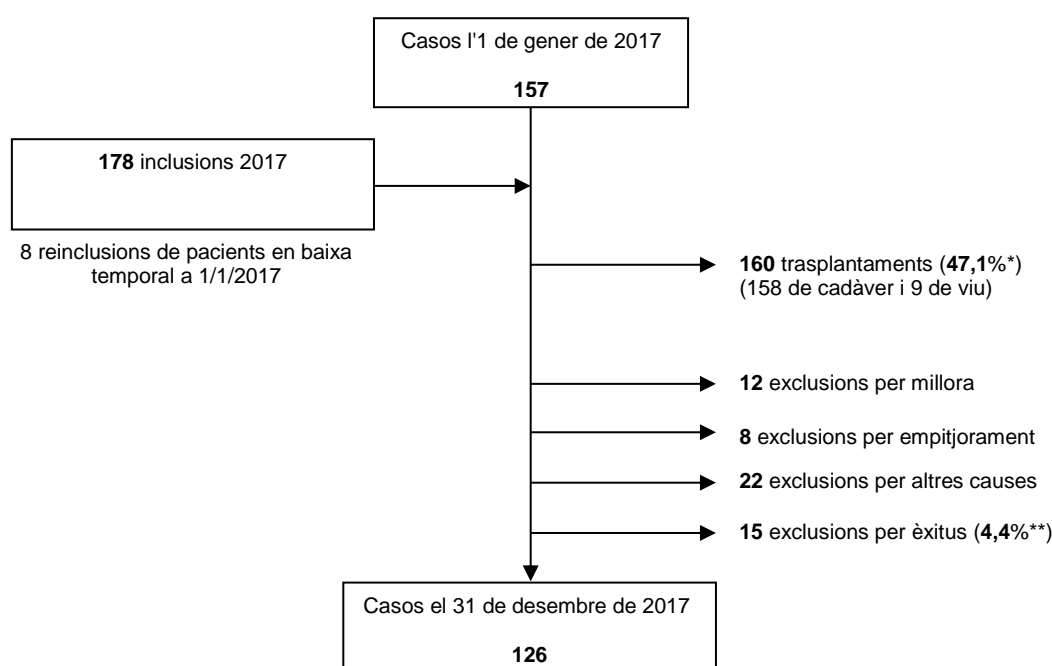 Casos l'1 de gener de 2017
157
178 inclusions 2017
8 reinclusions de pacients en baixa
temporal a 1/1/2017
160 trasplantaments (47,1%*)
(158 de cadàver i 9 de viu)
12 exclusions per millora
8 exclusions per empitjorament
22 exclusions per altres causes
15 exclusions per èxitus (4,4%**)
Casos el 31 de desembre de 2017
126